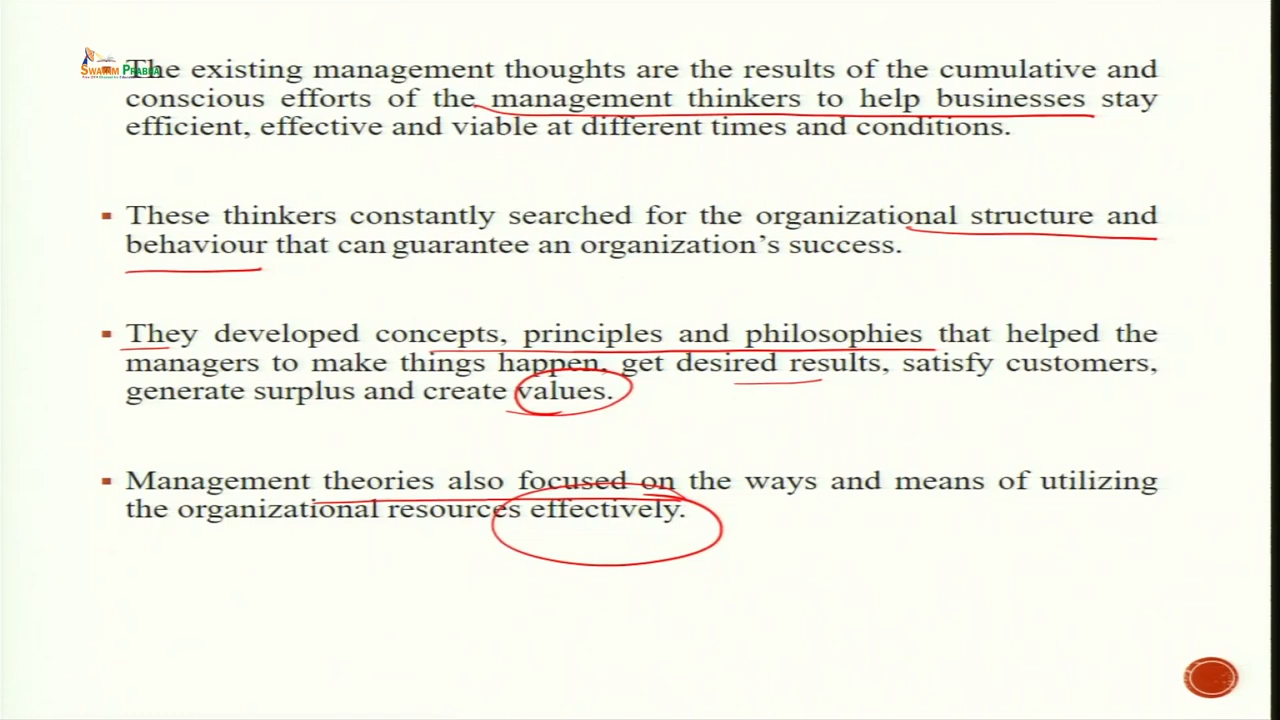 SWAYAM PRABHA
The existing management thoughts are the results of the cumulative and
conscious efforts of the management thinkers to help businesses stay
efficient, effective and viable at different times and conditions.
▪ These thinkers constantly searched for the organizational structure and
behaviour that can guarantee an organization's success.
▪ They developed concepts, principles and philosophies that helped the
managers to make things happen, get desired results, satisfy customers,
generate surplus and create values.
▪ Management theories also focused on the ways and means of utilizing
the organizational resources effectively.